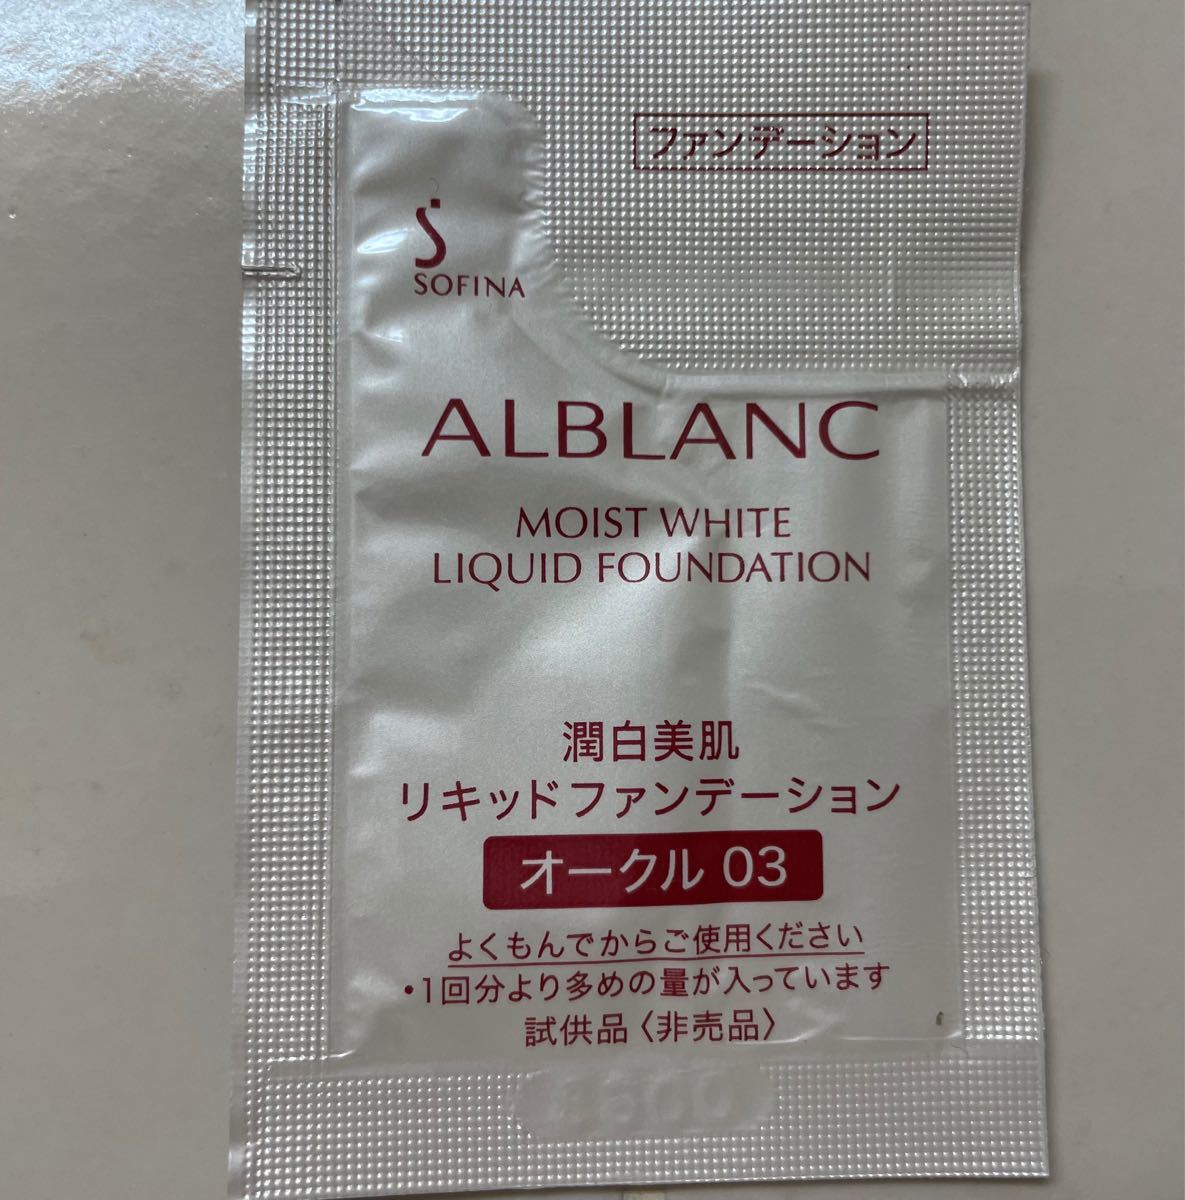 ファンデーション
SOFINA
ALBLANC
MOIST WHITE
LIQUID FOUNDATION
潤白美肌
リキッドファンデーション
オークル 03
よくもんでからご使用ください
・1回分より多めの量が入っています
試供品〈非売品〉